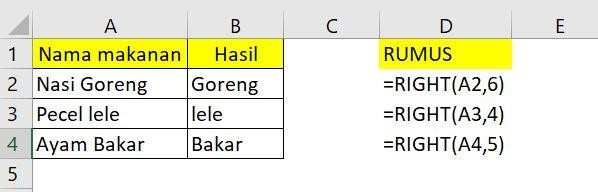 A B C D E
1 Nama makanan Hasil RUMUS
2 Nasi Goreng Goreng =RIGHT(A2,6)
3 Pecel lele lele =RIGHT(A3,4)
4 Ayam Bakar Bakar =RIGHT(A4,5)
5